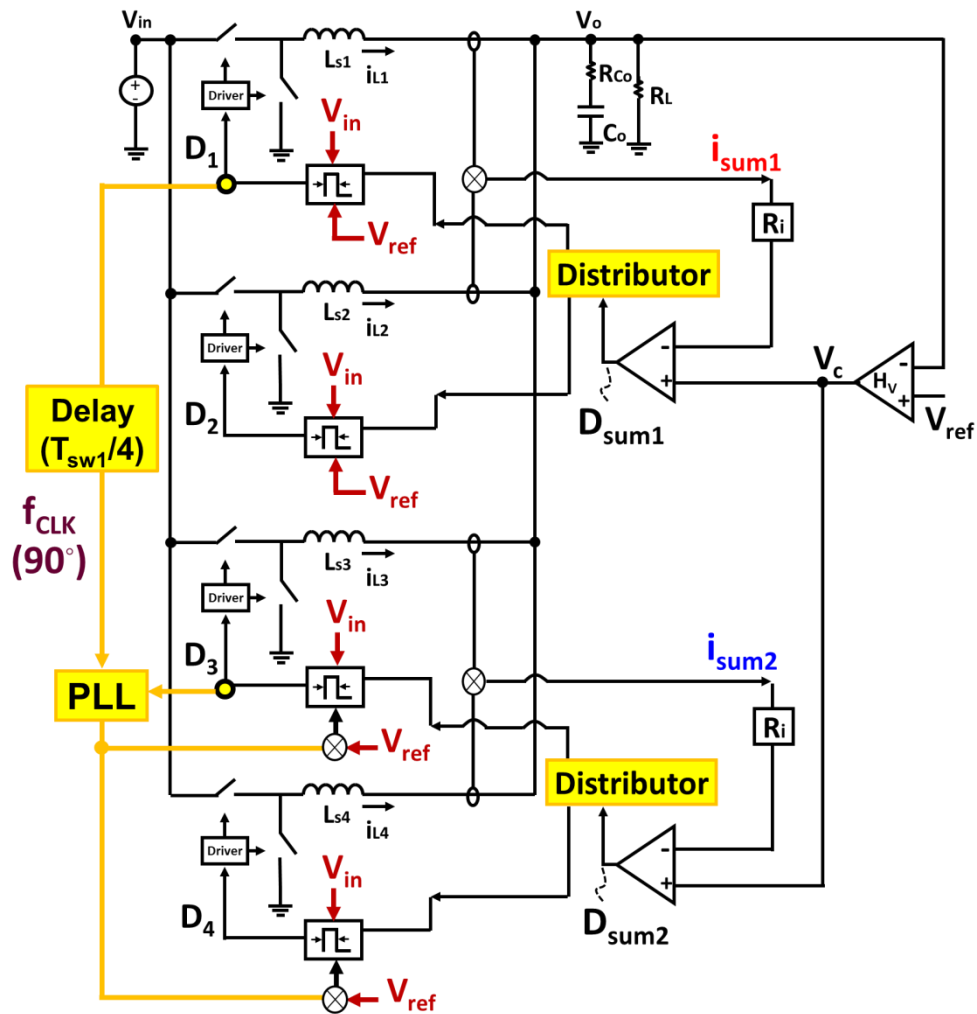 Vin
Vo
Ls1
iL1
RCo
RL
Co
Driver
+
-
D1
Vin
Vref
isum1
Ri
Distributor
Ls2
iL2
Driver
Vin
D2
Vref
-
+
Dsum1
Vc
HV
-
+
Vref
Delay
(Tsw1/4)
fCLK
(90°)
Ls3
iL3
Driver
Vin
D3
isum2
PLL
Vref
Ri
Distributor
Ls4
iL4
Driver
Vin
D4
-
+
Dsum2
Vref